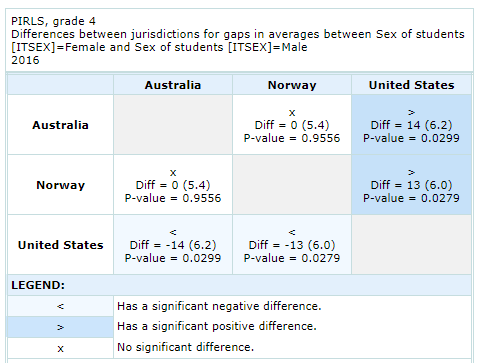 PIRLS, grade 4
Differences between jurisdictions for gaps in averages between Sex of students
[ITSEX]=Female and Sex of students [ITSEX]=Male
2016
Australia Norway United States
Australia
x
Diff = 0 (5.4)
P-value = 0.9556
>
Diff = 14 (6.2)
P-value = 0.0299
Norway
x
Diff = 0 (5.4)
P-value = 0.9556
>
Diff = 13 (6.0)
P-value = 0.0279
United States
<
Diff = -14 (6.2)
P-value = 0.0299
<
Diff = -13 (6.0)
P-value = 0.0279
LEGEND:
< Has a significant negative difference.
> Has a significant positive difference.
x No significant difference.